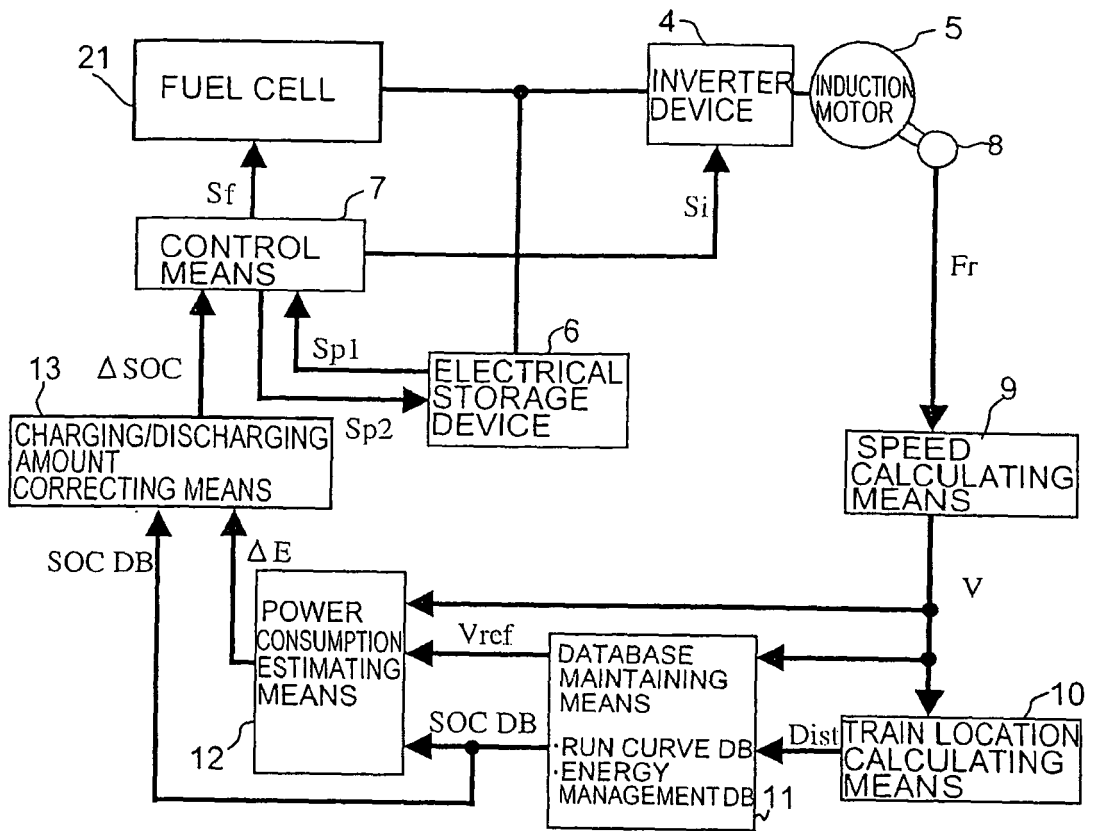 4
5
21
FUEL CELL
INVERTER
DEVICE
INDUCTION
MOTOR
8
Sf
7
Si
CONTROL
MEANS
Fr
Sp1
6
ΔSOC
13
ELECTRICAL
STORAGE
DEVICE
Sp2
9
CHARGING/DISCHARGING
AMOUNT
CORRECTING MEANS
SPEED
CALCULATING
MEANS
SOC DB
ΔE
V
POWER
CONSUMPTION
ESTIMATING
MEANS
Vref
DATABASE
MAINTAINING
MEANS
10
12
SOC DB
·RUN CURVE DB
·ENERGY
MANAGEMENT DB
11
Dist
TRAIN LOCATION
CALCULATING
MEANS